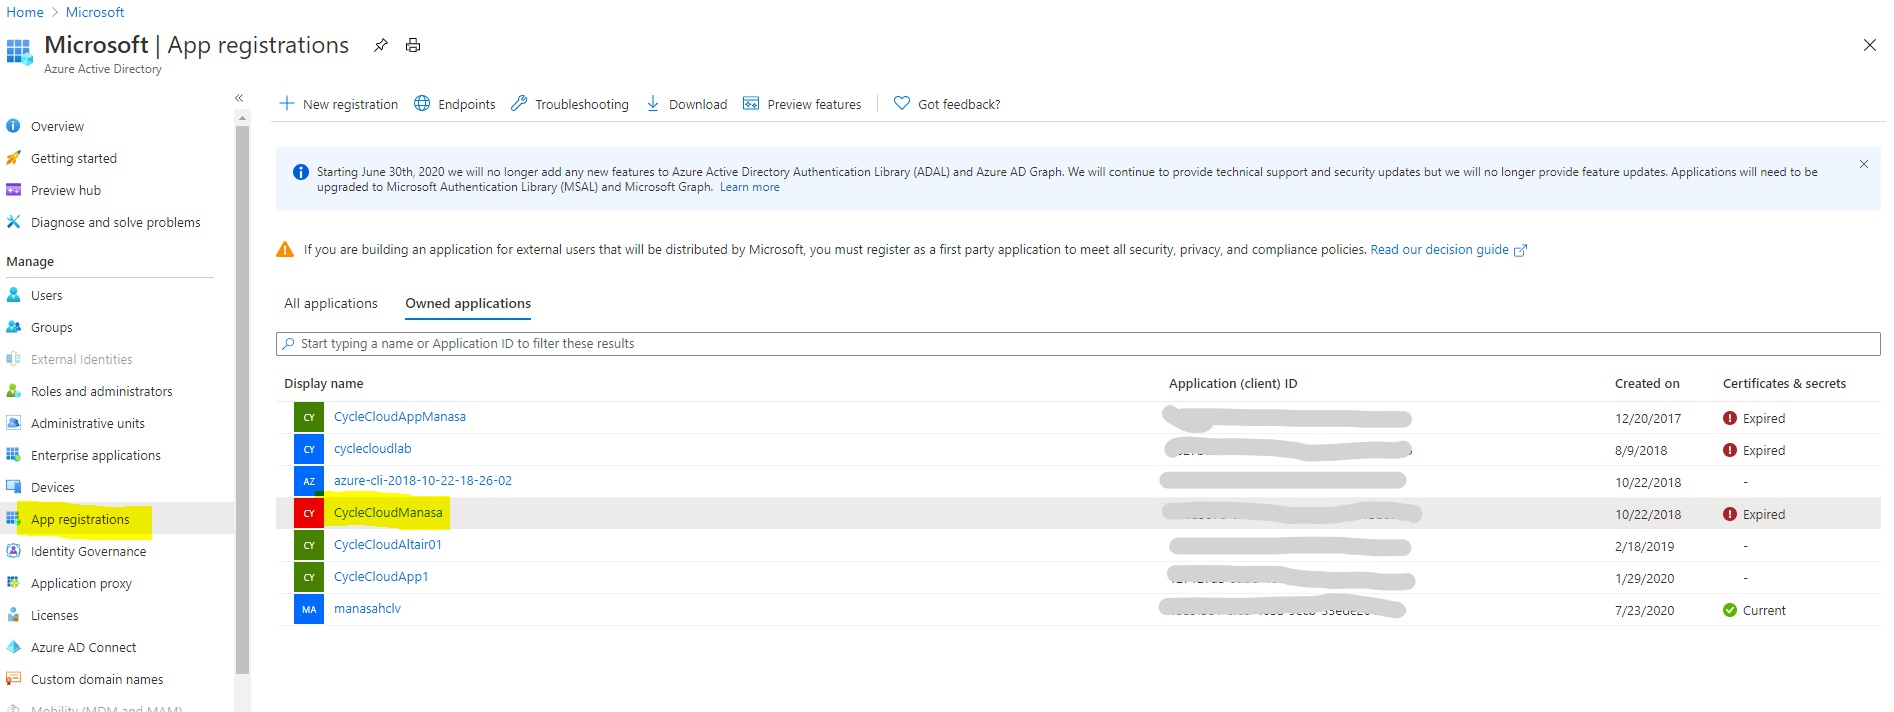 Home > Microsoft
Microsoft | App registrations
Azure Active Directory
«
Overview
Getting started
Preview hub
Diagnose and solve problems
Manage
Users
Groups
External Identities
Roles and administrators
Administrative units
Enterprise applications
Devices
App registrations
Identity Governance
Application proxy
Licenses
Azure AD Connect
Custom domain names
Mobility (MDM and MAM)
New registration Endpoints Troubleshooting Download Preview features Got feedback?
Starting June 30th, 2020 we will no longer add any new features to Azure Active Directory Authentication Library (ADAL) and Azure AD Graph. We will continue to provide technical support and security updates but we will no longer provide feature updates. Applications will need to be
upgraded to Microsoft Authentication Library (MSAL) and Microsoft Graph. Learn more
If you are building an application for external users that will be distributed by Microsoft, you must register as a first party application to meet all security, privacy, and compliance policies. Read our decision guide
All applications Owned applications
Start typing a name or Application ID to filter these results
Display name Application (client) ID Created on Certificates & secrets
CY CycleCloudAppManasa 12/20/2017 Expired
CY cyclecloudlab 8/9/2018 Expired
AZ azure-cli-2018-10-22-18-26-02 10/22/2018 -
CY CycleCloudManasa 10/22/2018 Expired
CY CycleCloudAltair01 2/18/2019 -
CY CycleCloudApp1 1/29/2020 -
MA manasahclv 7/23/2020 Current